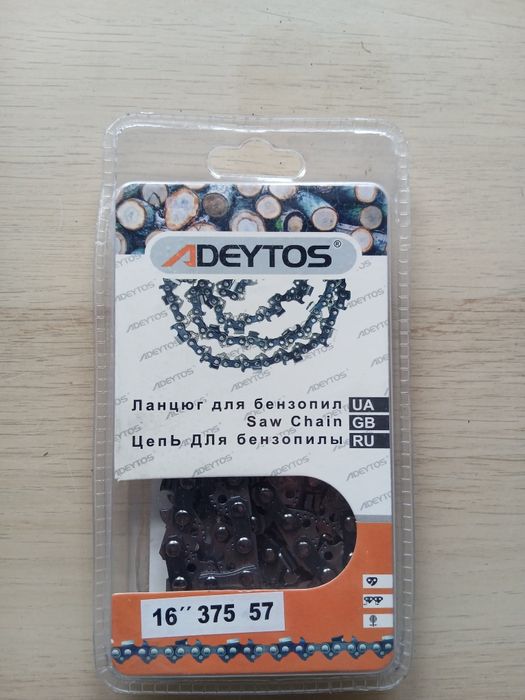 ADEYTOS®
Ланцюг для бензопил UA
Saw Chain GB
ЦепЬ ДЛя бензопилы RU
16´´ 375 57